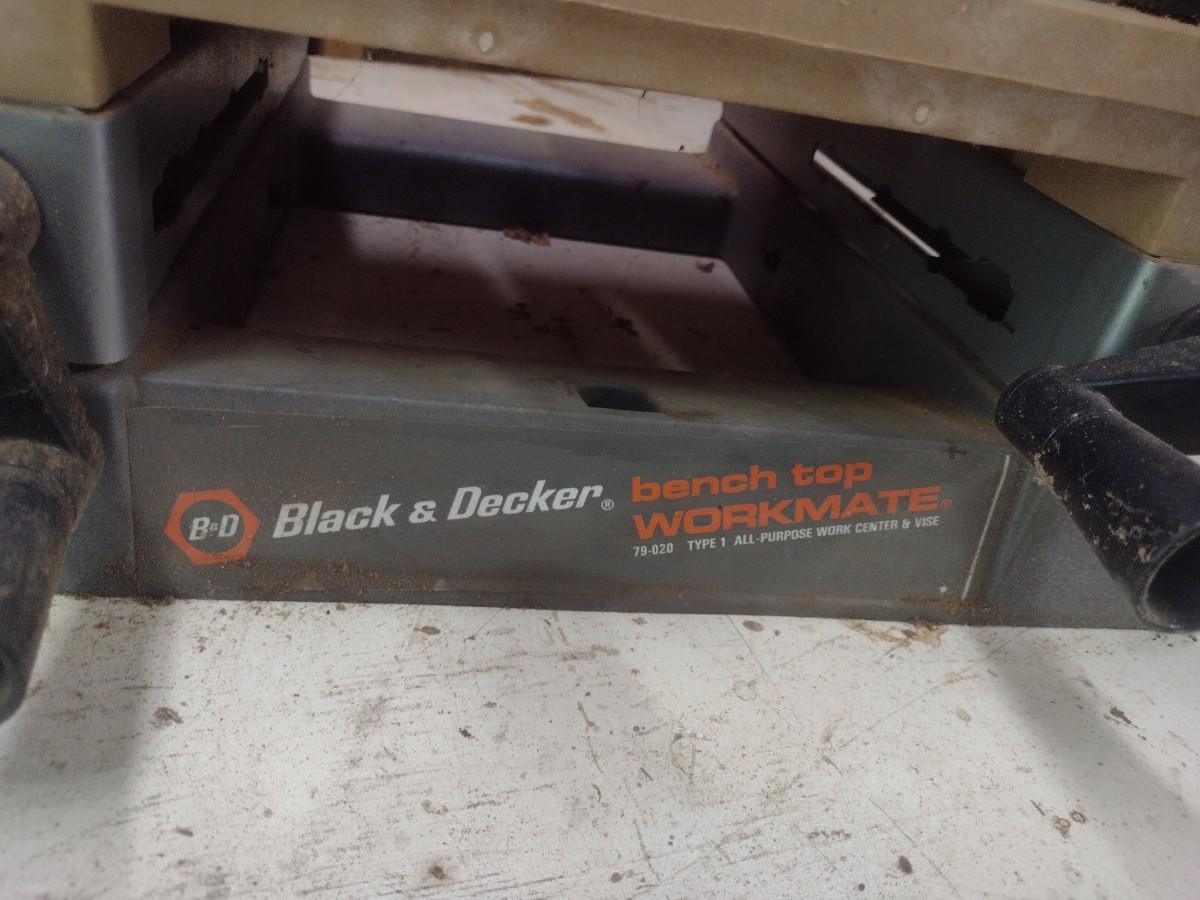 B&D Black & Decker® bench top
WORKMATE®
79-020 TYPE 1 ALL-PURPOSE WORK CENTER & VISE